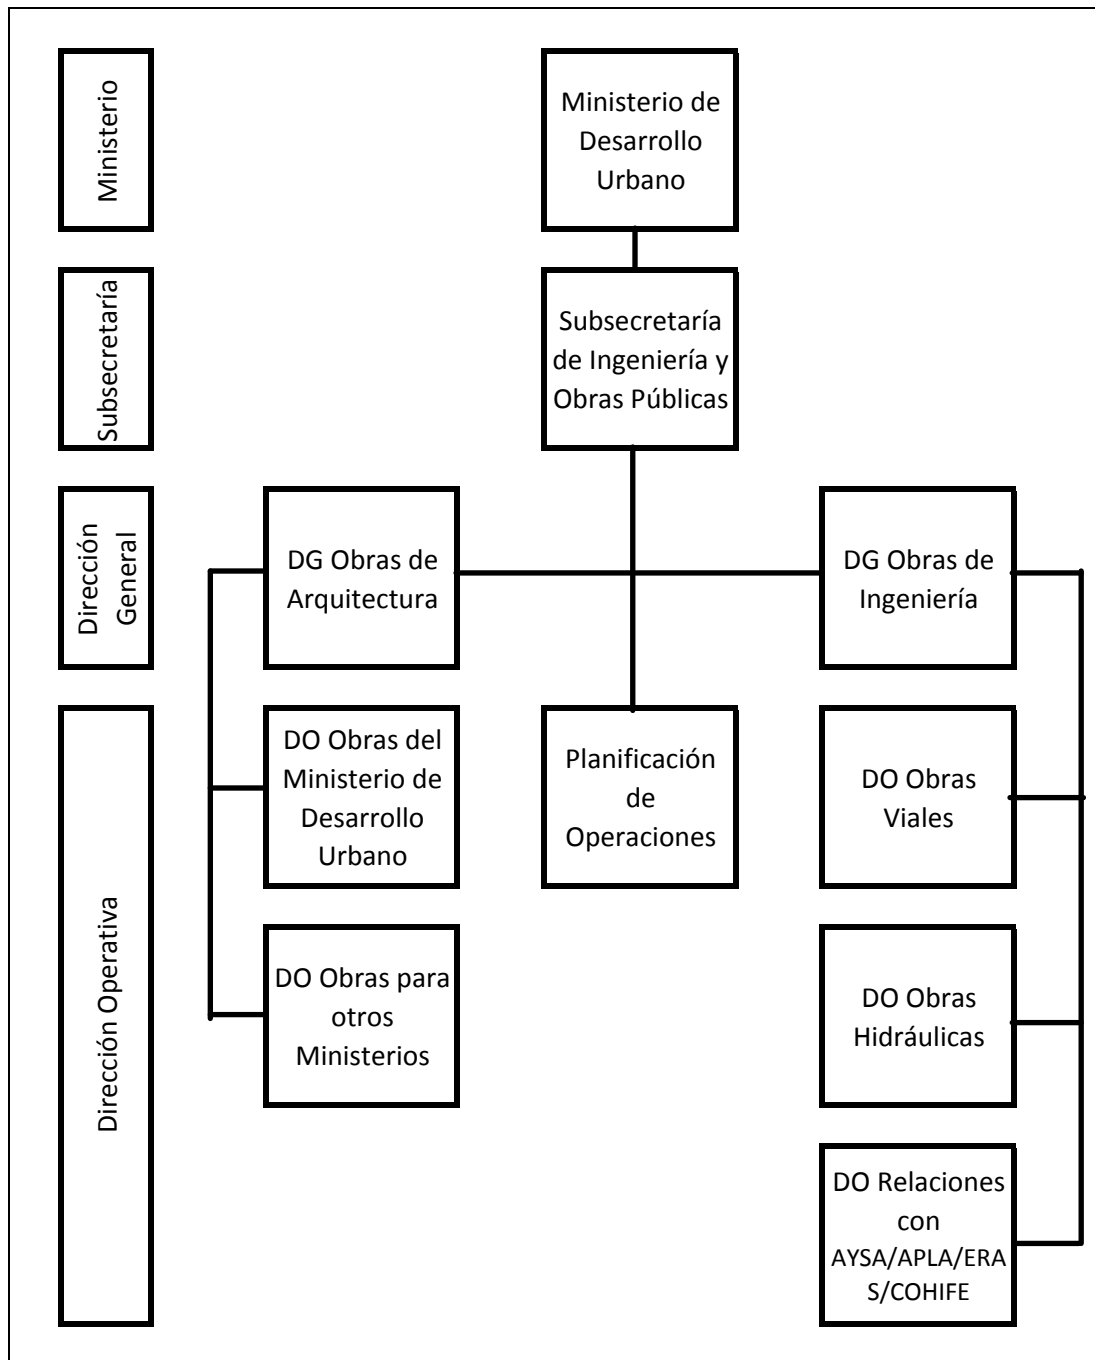 Ministerio
Ministerio de
Desarrollo
Urbano
Subsecretaría
Subsecretaría
de Ingeniería y
Obras Públicas
Dirección
General
DG Obras de
Arquitectura
DG Obras de
Ingeniería
Dirección Operativa
DO Obras del
Ministerio de
Desarrollo
Urbano
Planificación
de
Operaciones
DO Obras
Viales
DO Obras para
otros
Ministerios
DO Obras
Hidráulicas
DO Relaciones
con
AYSA/APLA/ERA
S/COHIFE